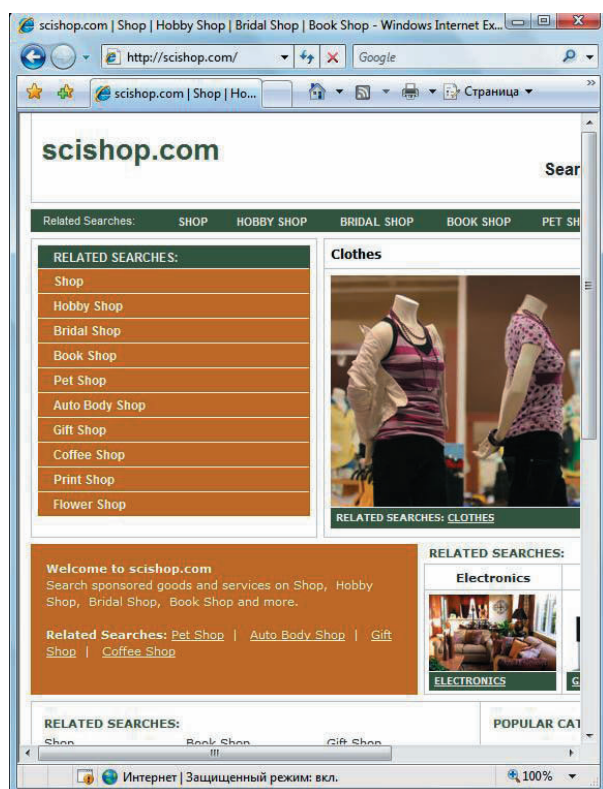 scishop.com | Shop | Hobby Shop | Bridal Shop | Book Shop - Windows Internet Ex...
http://scishop.com/
Google
scishop.com | Shop | Ho...
Страница
scishop.com
Sear
Related Searches: SHOP HOBBY SHOP BRIDAL SHOP BOOK SHOP PET SH
RELATED SEARCHES:
Shop
Hobby Shop
Bridal Shop
Book Shop
Pet Shop
Auto Body Shop
Gift Shop
Coffee Shop
Print Shop
Flower Shop
Clothes
RELATED SEARCHES: CLOTHES
Welcome to scishop.com
Search sponsored goods and services on Shop, Hobby
Shop, Bridal Shop, Book Shop and more.
Related Searches: Pet Shop | Auto Body Shop | Gift
Shop | Coffee Shop
RELATED SEARCHES:
Electronics
ELECTRONICS
G
RELATED SEARCHES:
Shop Book Shop Gift Shop
POPULAR CAT
Интернет | Защищенный режим: вкл.
100%